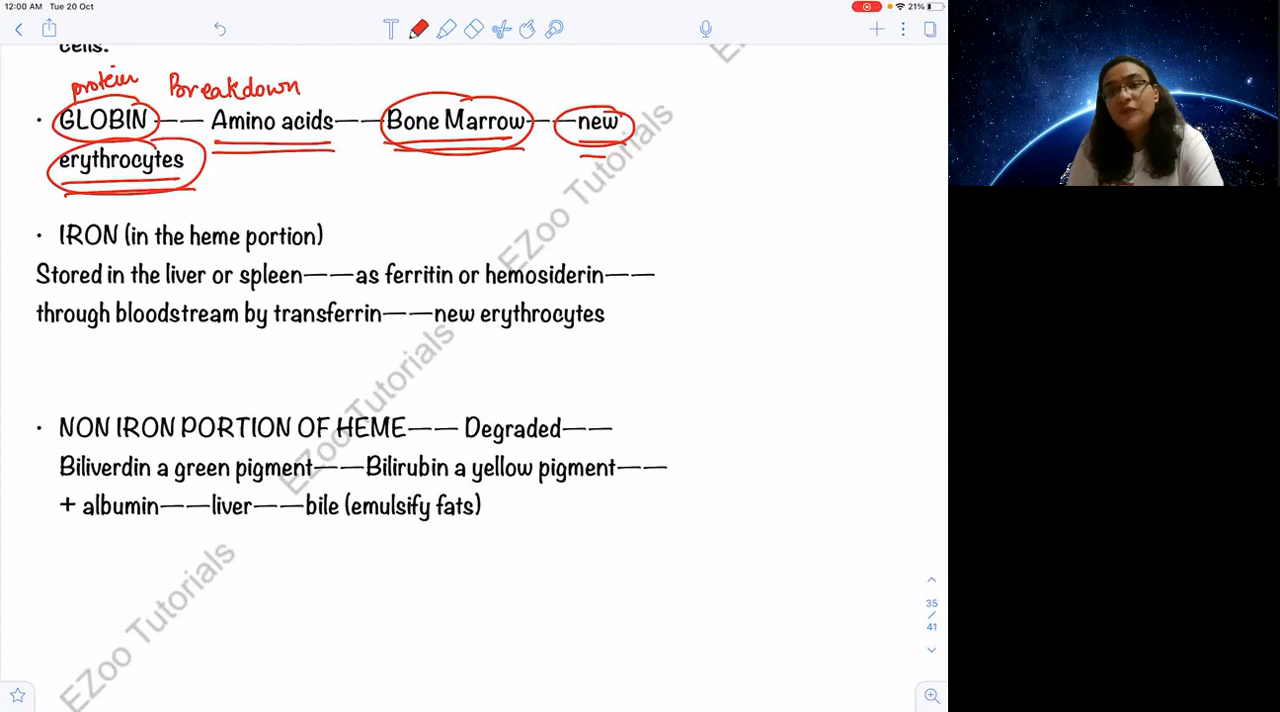 12:00 AM Tue 20 Oct
21%
T
cells.
protein Breakdown
· GLOBIN —— Amino acids —— Bone Marrow —— new
erythrocytes
· IRON (in the heme portion)
Stored in the liver or spleen —— as ferritin or hemosiderin ——
through bloodstream by transferrin —— new erythrocytes
· NON IRON PORTION OF HEME —— Degraded ——
Biliverdin a green pigment —— Bilirubin a yellow pigment ——
+ albumin —— liver —— bile (emulsify fats)
EZoo Tutorials
EZoo Tutorials
EZoo Tutorials
35
/
41